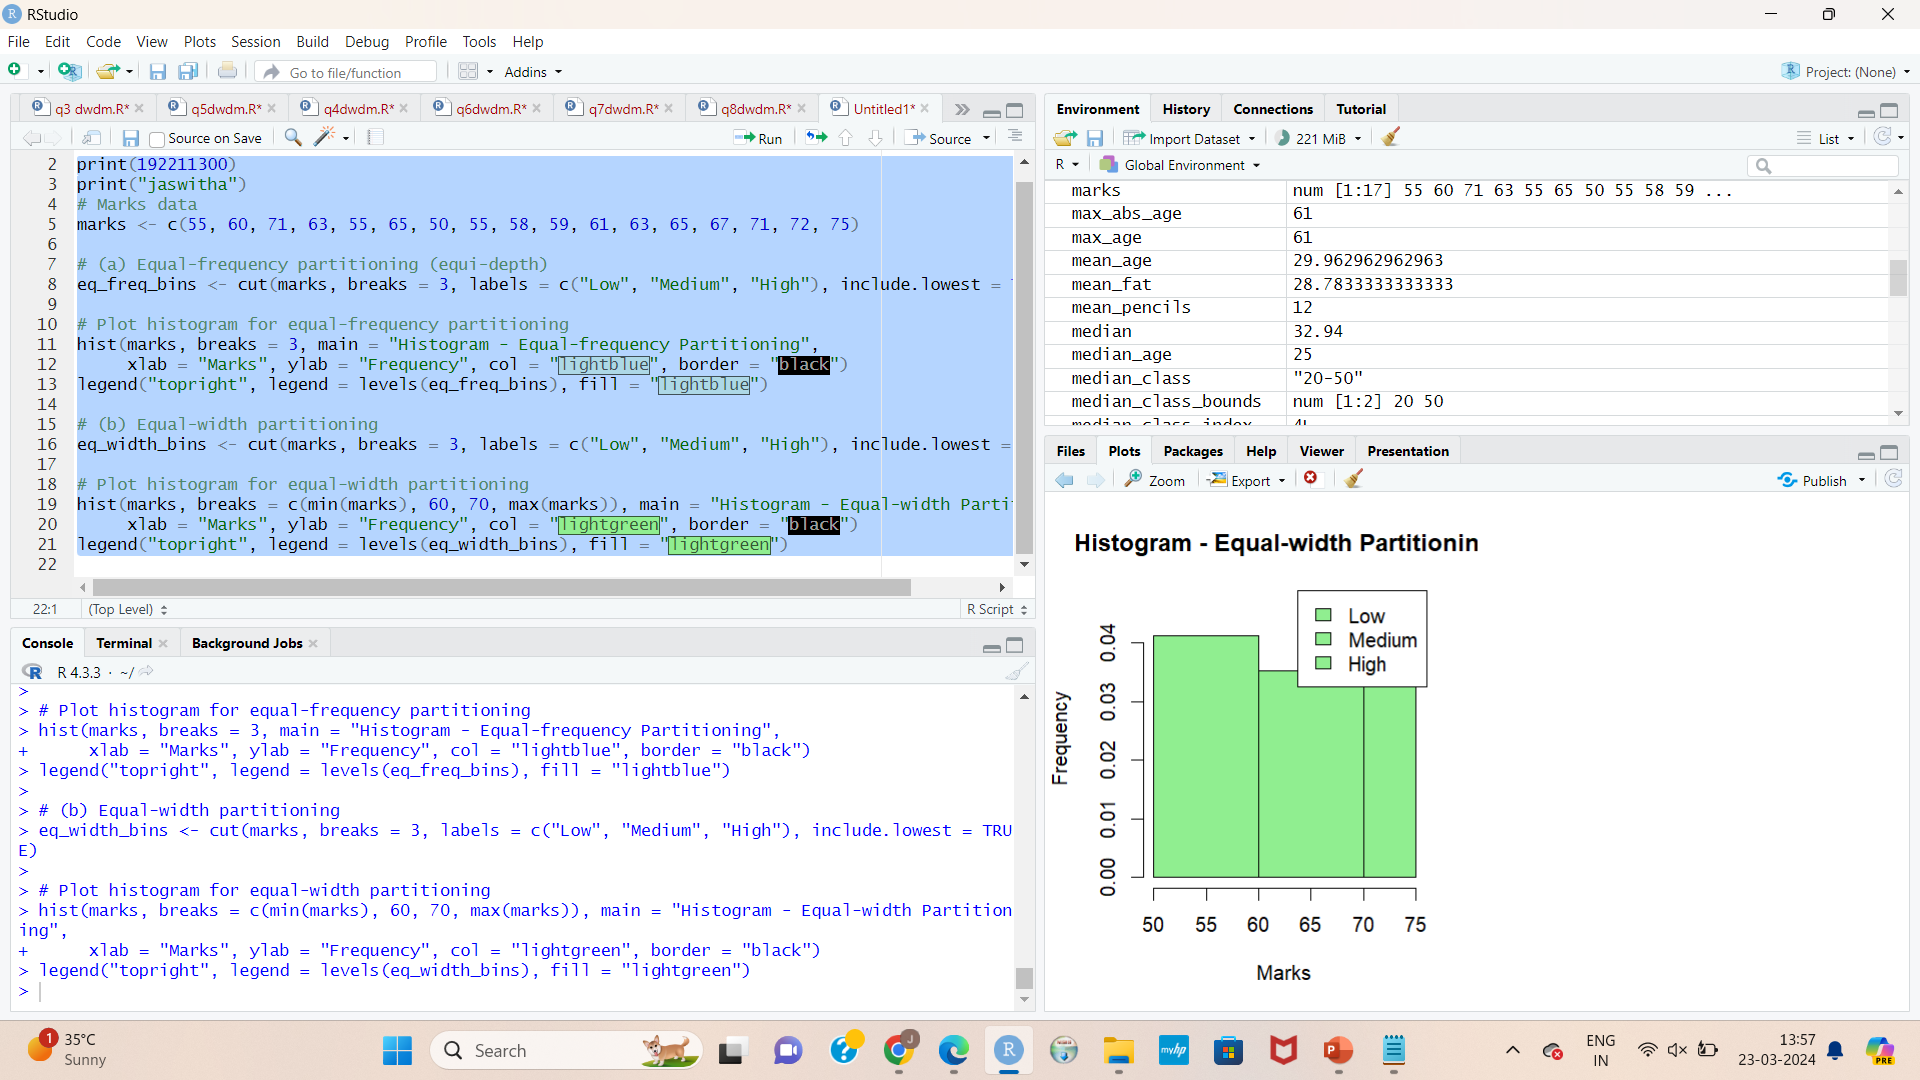 RStudio
File Edit Code View Plots Session Build Debug Profile Tools Help
Go to file/function Addins Project: (None)
q3 dwdm.R* q5dwdm.R* q4dwdm.R* q6dwdm.R* q7dwdm.R* q8dwdm.R* Untitled1*
Source on Save Run Source
2 print(192211300)
3 print("jaswitha")
4 # Marks data
5 marks <- c(55, 60, 71, 63, 55, 65, 50, 55, 58, 59, 61, 63, 65, 67, 71, 72, 75)
6
7 # (a) Equal-frequency partitioning (equi-depth)
8 eq_freq_bins <- cut(marks, breaks = 3, labels = c("Low", "Medium", "High"), include.lowest =
9
10 # Plot histogram for equal-frequency partitioning
11 hist(marks, breaks = 3, main = "Histogram - Equal-frequency Partitioning",
12 xlab = "Marks", ylab = "Frequency", col = "lightblue", border = "black")
13 legend("topright", legend = levels(eq_freq_bins), fill = "lightblue")
14
15 # (b) Equal-width partitioning
16 eq_width_bins <- cut(marks, breaks = 3, labels = c("Low", "Medium", "High"), include.lowest =
17
18 # Plot histogram for equal-width partitioning
19 hist(marks, breaks = c(min(marks), 60, 70, max(marks)), main = "Histogram - Equal-width Parti
20 xlab = "Marks", ylab = "Frequency", col = "lightgreen", border = "black")
21 legend("topright", legend = levels(eq_width_bins), fill = "lightgreen")
22
22:1 (Top Level) R Script
Console Terminal Background Jobs
R 4.3.3 · ~/
>
> # Plot histogram for equal-frequency partitioning
> hist(marks, breaks = 3, main = "Histogram - Equal-frequency Partitioning",
+ xlab = "Marks", ylab = "Frequency", col = "lightblue", border = "black")
> legend("topright", legend = levels(eq_freq_bins), fill = "lightblue")
>
> # (b) Equal-width partitioning
> eq_width_bins <- cut(marks, breaks = 3, labels = c("Low", "Medium", "High"), include.lowest = TRU
E)
>
> # Plot histogram for equal-width partitioning
> hist(marks, breaks = c(min(marks), 60, 70, max(marks)), main = "Histogram - Equal-width Partition
ing",
+ xlab = "Marks", ylab = "Frequency", col = "lightgreen", border = "black")
> legend("topright", legend = levels(eq_width_bins), fill = "lightgreen")
>
Environment History Connections Tutorial
Import Dataset 221 MiB List
R Global Environment
marks num [1:17] 55 60 71 63 55 65 50 55 58 59 ...
max_abs_age 61
max_age 61
mean_age 29.962962962963
mean_fat 28.7833333333333
mean_pencils 12
median 32.94
median_age 25
median_class "20-50"
median_class_bounds num [1:2] 20 50
median_class_index 4L
Files Plots Packages Help Viewer Presentation
Zoom Export Publish
Histogram - Equal-width Partitionin
Low
Medium
High
Frequency
0.04
0.03
0.02
0.01
0.00
50 55 60 65 70 75
Marks
1 35°C
Sunny
Search
J
myhp
PRE
ENG
IN
13:57
23-03-2024